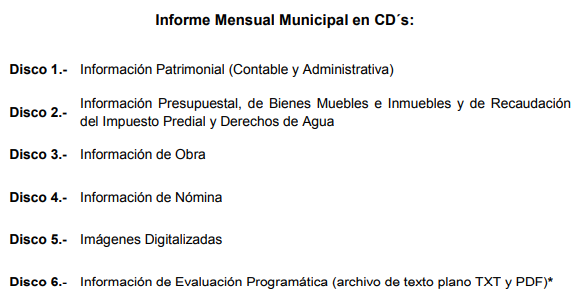 Informe Mensual Municipal en CD´s:
Disco 1.- Información Patrimonial (Contable y Administrativa)
Disco 2.- Información Presupuestal, de Bienes Muebles e Inmuebles y de Recaudación
del Impuesto Predial y Derechos de Agua
Disco 3.- Información de Obra
Disco 4.- Información de Nómina
Disco 5.- Imágenes Digitalizadas
Disco 6.- Información de Evaluación Programática (archivo de texto plano TXT y PDF)*